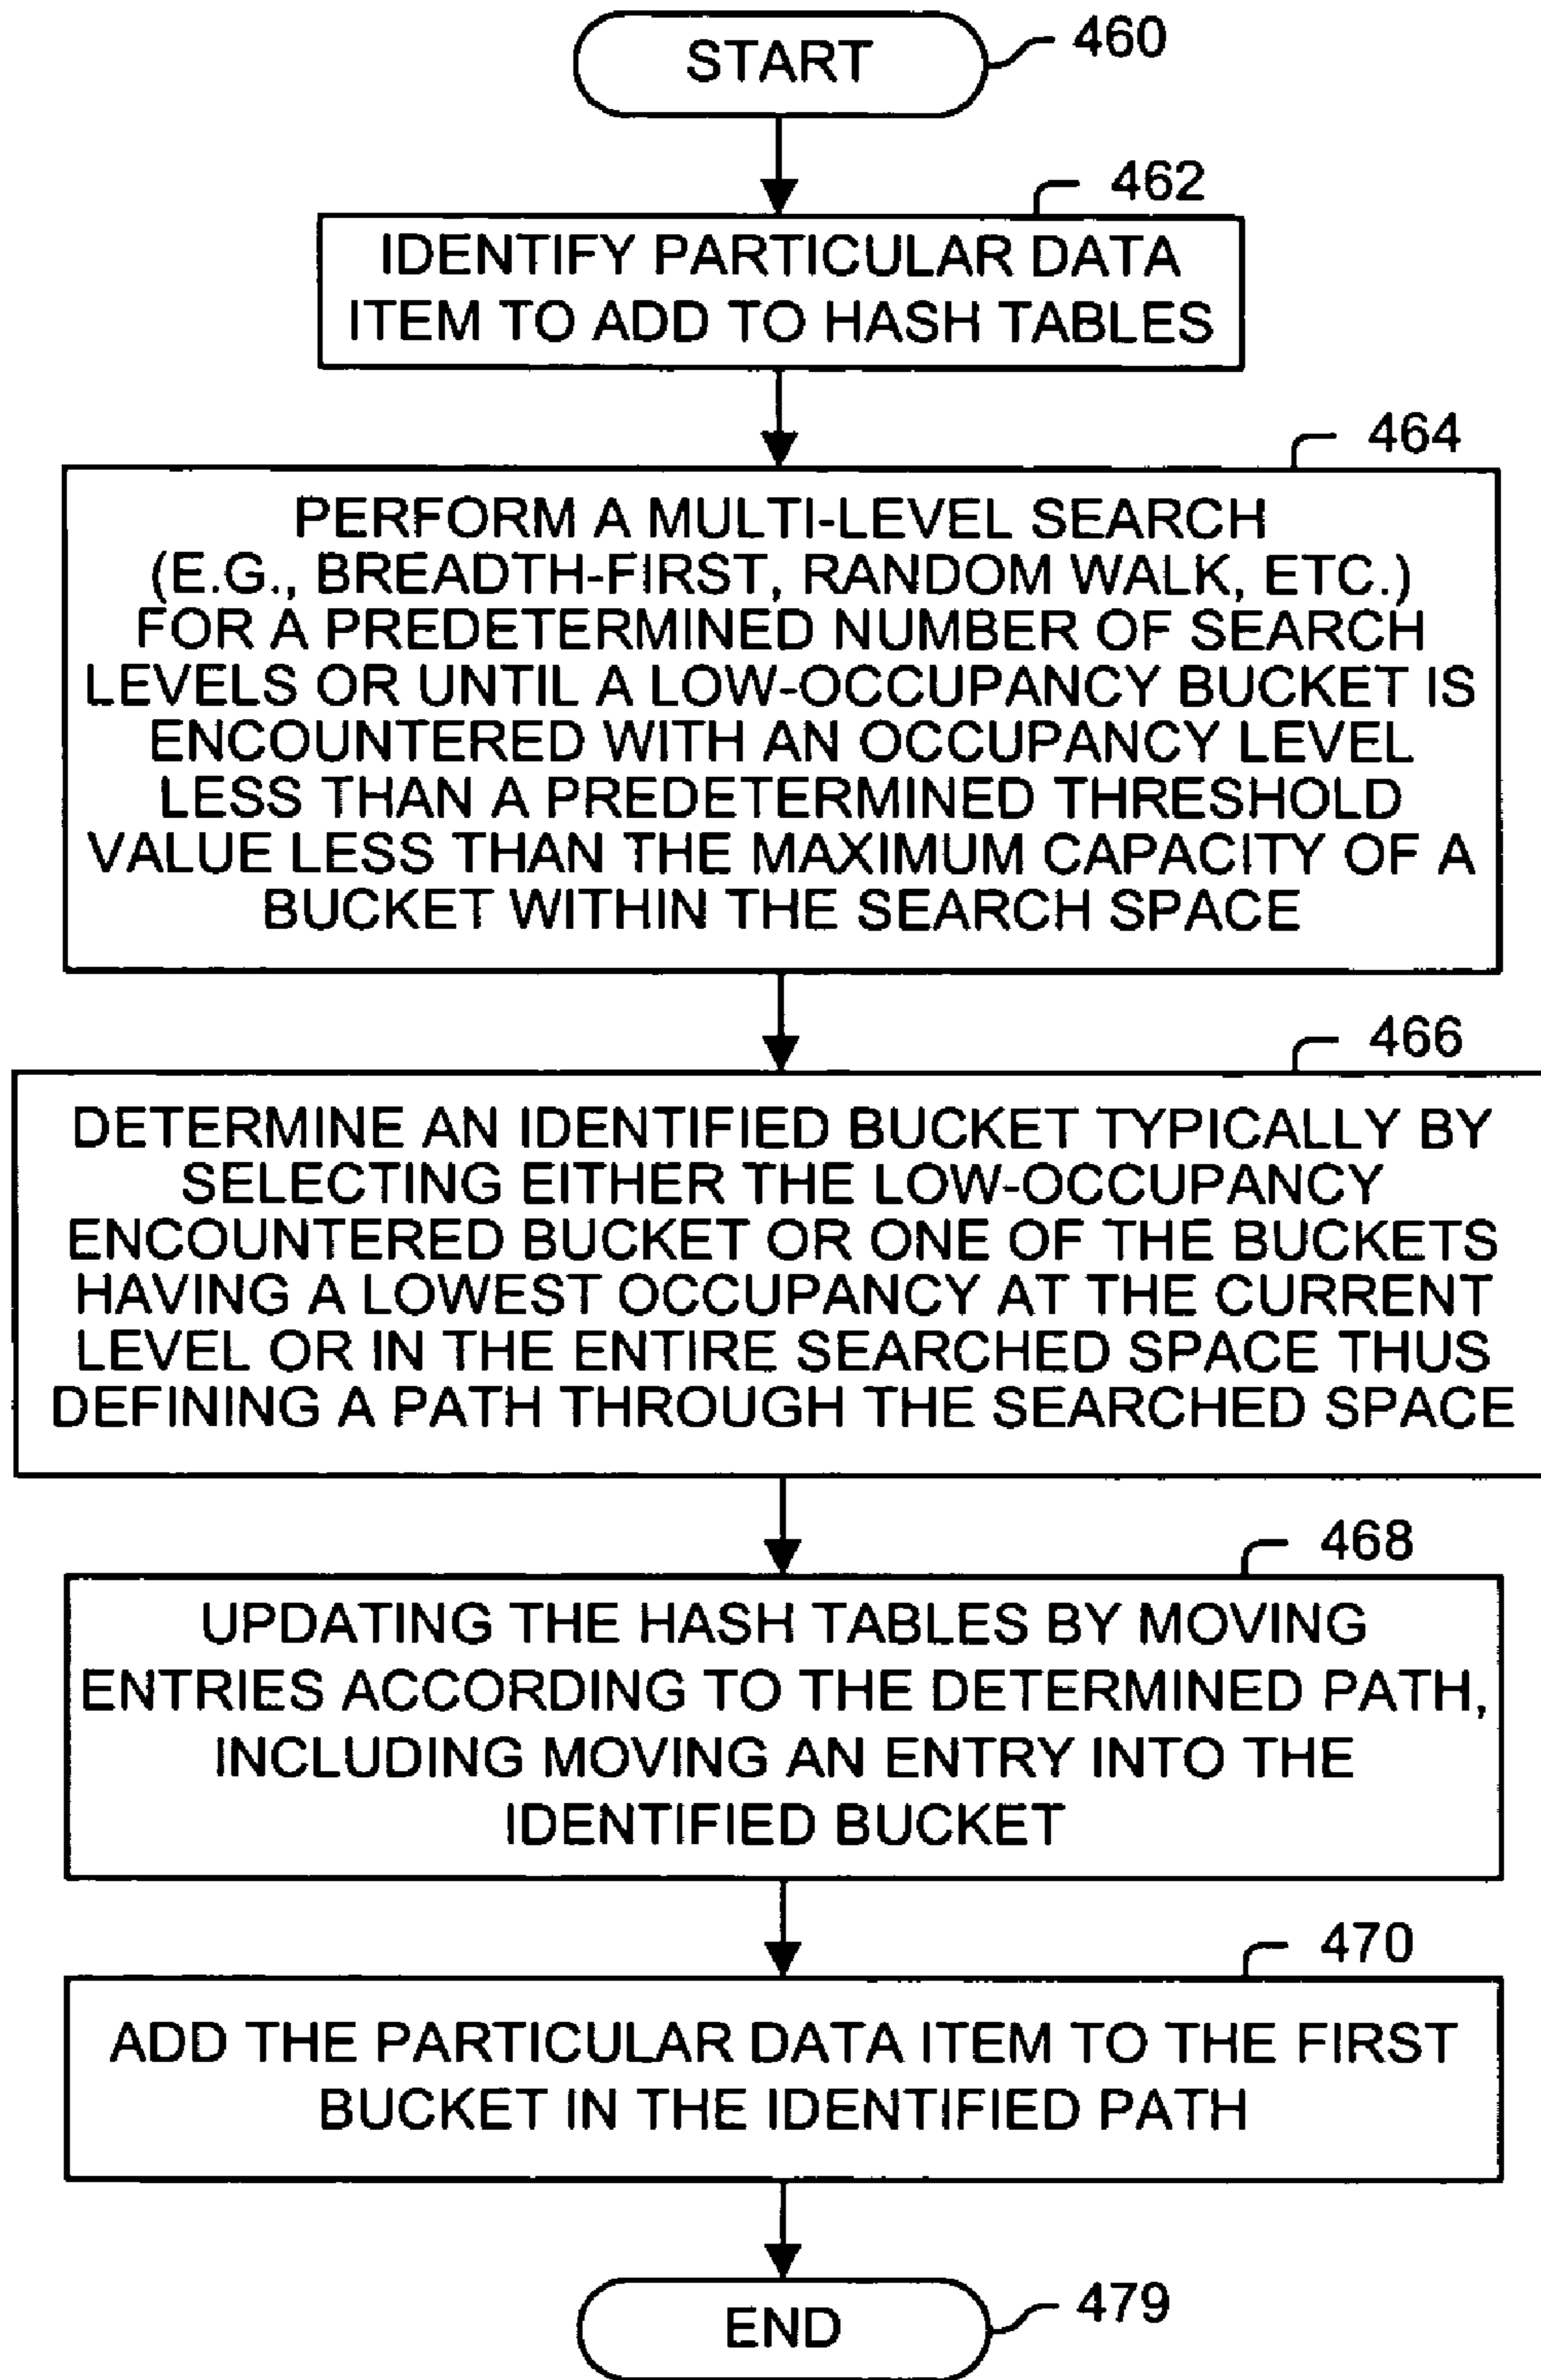 START
460
462
IDENTIFY PARTICULAR DATA
ITEM TO ADD TO HASH TABLES
464
PERFORM A MULTI-LEVEL SEARCH
(E.G., BREADTH-FIRST, RANDOM WALK, ETC.)
FOR A PREDETERMINED NUMBER OF SEARCH
LEVELS OR UNTIL A LOW-OCCUPANCY BUCKET IS
ENCOUNTERED WITH AN OCCUPANCY LEVEL
LESS THAN A PREDETERMINED THRESHOLD
VALUE LESS THAN THE MAXIMUM CAPACITY OF A
BUCKET WITHIN THE SEARCH SPACE
466
DETERMINE AN IDENTIFIED BUCKET TYPICALLY BY
SELECTING EITHER THE LOW-OCCUPANCY
ENCOUNTERED BUCKET OR ONE OF THE BUCKETS
HAVING A LOWEST OCCUPANCY AT THE CURRENT
LEVEL OR IN THE ENTIRE SEARCHED SPACE THUS
DEFINING A PATH THROUGH THE SEARCHED SPACE
468
UPDATING THE HASH TABLES BY MOVING
ENTRIES ACCORDING TO THE DETERMINED PATH,
INCLUDING MOVING AN ENTRY INTO THE
IDENTIFIED BUCKET
470
ADD THE PARTICULAR DATA ITEM TO THE FIRST
BUCKET IN THE IDENTIFIED PATH
END
479